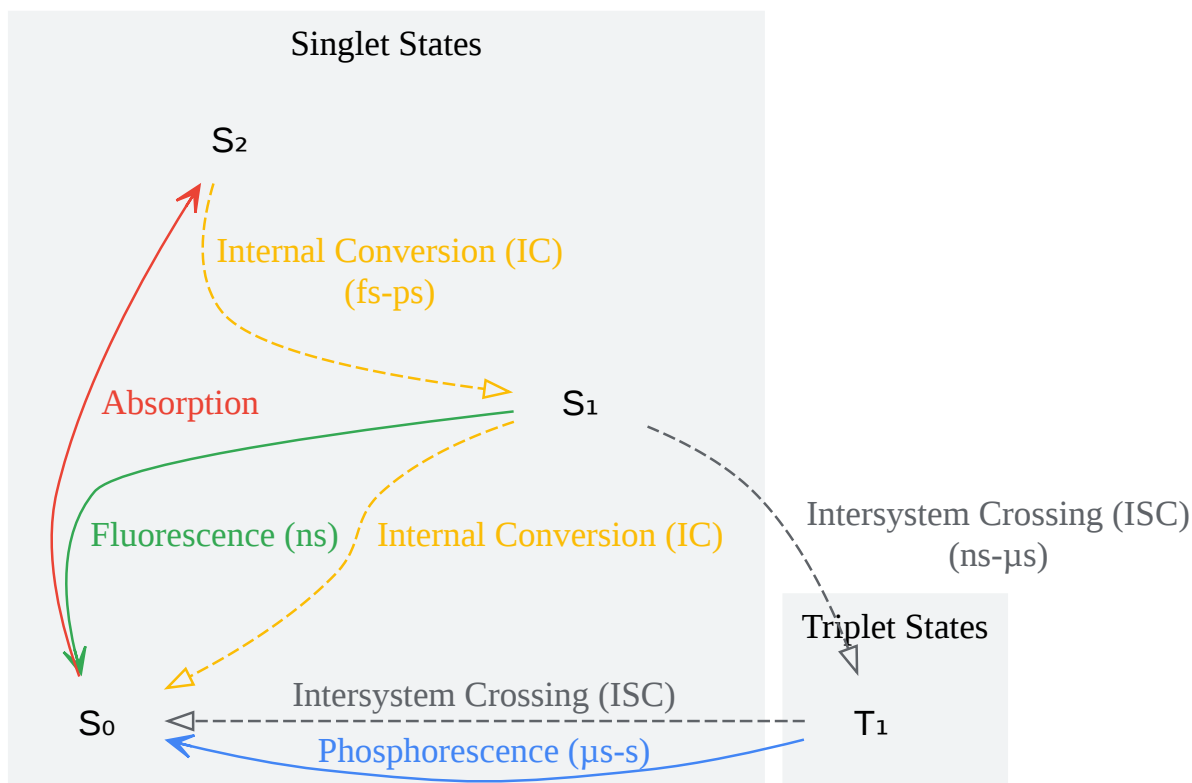 Singlet States
S₂
Internal Conversion (IC)
(fs-ps)
Absorption
S₁
Fluorescence (ns)
Internal Conversion (IC)
Intersystem Crossing (ISC)
(ns-µs)
Triplet States
Intersystem Crossing (ISC)
S₀
T₁
Phosphorescence (µs-s)